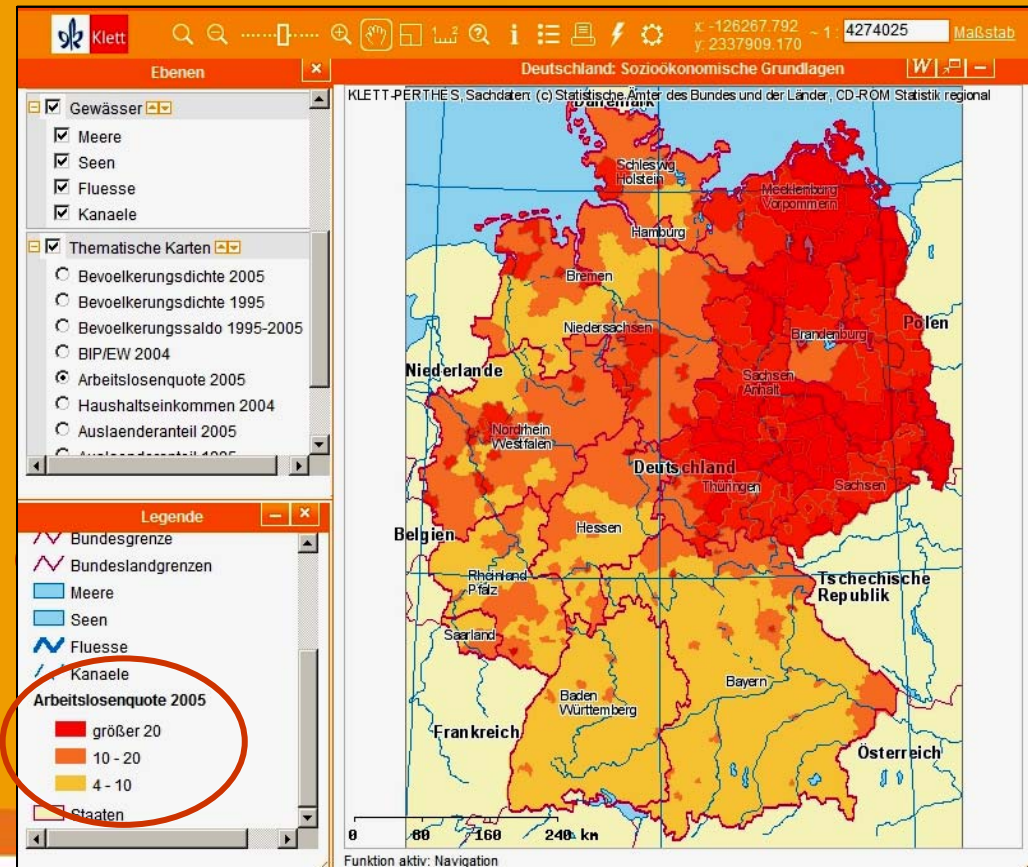 Klett
x: -126267.792
y: 2337909.170
~ 1: 4274025
Maßstab
Ebenen
Gewässer
Meere
Seen
Fluesse
Kanaele
Thematische Karten
Bevoelkerungsdichte 2005
Bevoelkerungsdichte 1995
Bevoelkerungssaldo 1995-2005
BIP/EW 2004
Arbeitslosenquote 2005
Haushaltseinkommen 2004
Auslaenderanteil 2005
Legende
Bundesgrenze
Bundeslandgrenzen
Meere
Seen
Fluesse
Kanaele
Arbeitslosenquote 2005
größer 20
10 - 20
4 - 10
Staaten
Deutschland: Sozioökonomische Grundlagen
W
KLETT-PERTHES, Sachdaten: (c) Statistische Ämter des Bundes und der Länder, CD-ROM Statistik regional
Dänemark
Schleswig
Holstein
Mecklenburg
Vorpommern
Hamburg
Bremen
Niedersachsen
Brandenburg
Polen
Niederlande
Sachsen
Anhalt
Nordrhein
Westfalen
Deutschland
Thüringen
Sachsen
Belgien
Hessen
Rheinland
Pfalz
Tschechische
Republik
Saarland
Bayern
Baden
Württemberg
Frankreich
Österreich
0 80 160 240 km
Funktion aktiv: Navigation